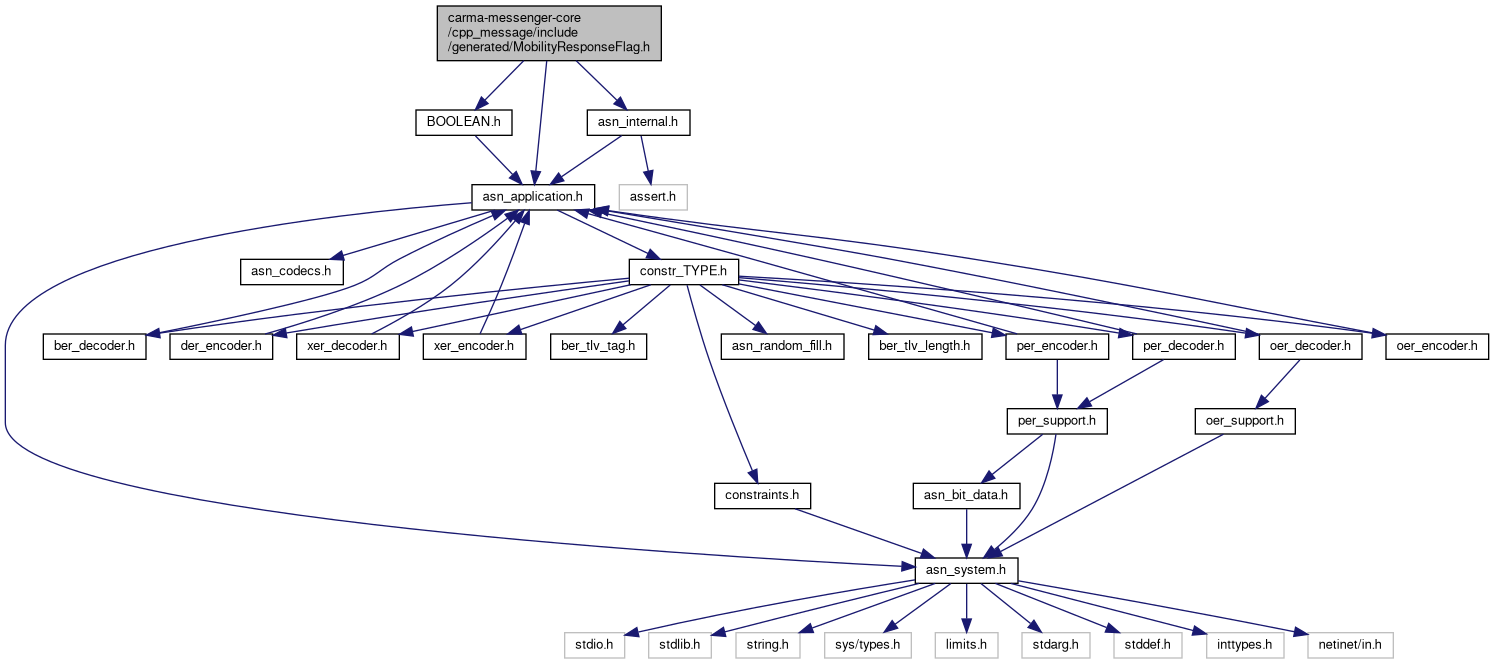 carma-messenger-core
/cpp_message/include
/generated/MobilityResponseFlag.h
BOOLEAN.h
asn_internal.h
asn_application.h
assert.h
asn_codecs.h
constr_TYPE.h
ber_decoder.h
der_encoder.h
xer_decoder.h
xer_encoder.h
ber_tlv_tag.h
asn_random_fill.h
ber_tlv_length.h
per_encoder.h
per_decoder.h
oer_decoder.h
oer_encoder.h
per_support.h
oer_support.h
constraints.h
asn_bit_data.h
asn_system.h
stdio.h
stdlib.h
string.h
sys/types.h
limits.h
stdarg.h
stddef.h
inttypes.h
netinet/in.h